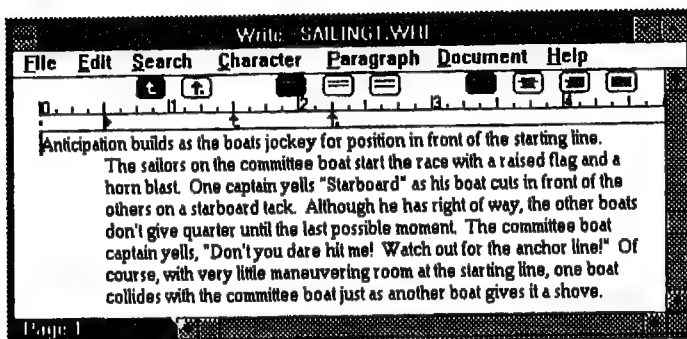 Write - SAILING1.WRI
File Edit Search Character Paragraph Document Help
0 1 2 3 4
Anticipation builds as the boats jockey for position in front of the starting line.
The sailors on the committee boat start the race with a raised flag and a
horn blast. One captain yells "Starboard" as his boat cuts in front of the
others on a starboard tack. Although he has right of way, the other boats
don't give quarter until the last possible moment. The committee boat
captain yells, "Don't you dare hit me! Watch out for the anchor line!" Of
course, with very little maneuvering room at the starting line, one boat
collides with the committee boat just as another boat gives it a shove.
Page 1